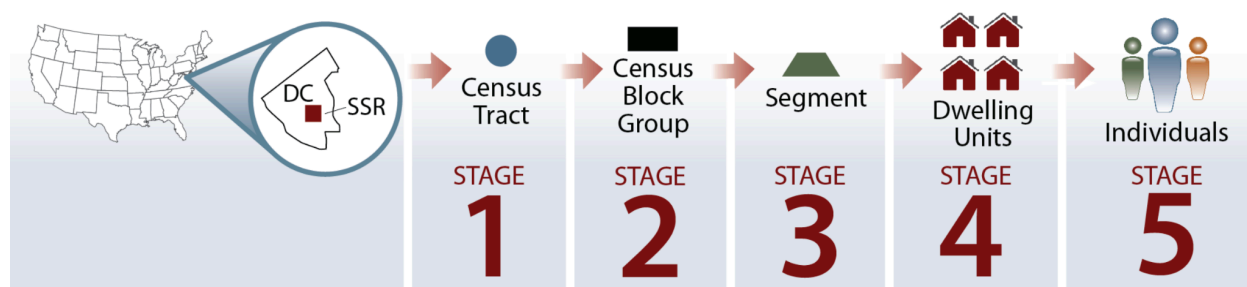 DC
SSR
Census
Tract
STAGE
1
Census
Block
Group
STAGE
2
Segment
STAGE
3
Dwelling
Units
STAGE
4
Individuals
STAGE
5